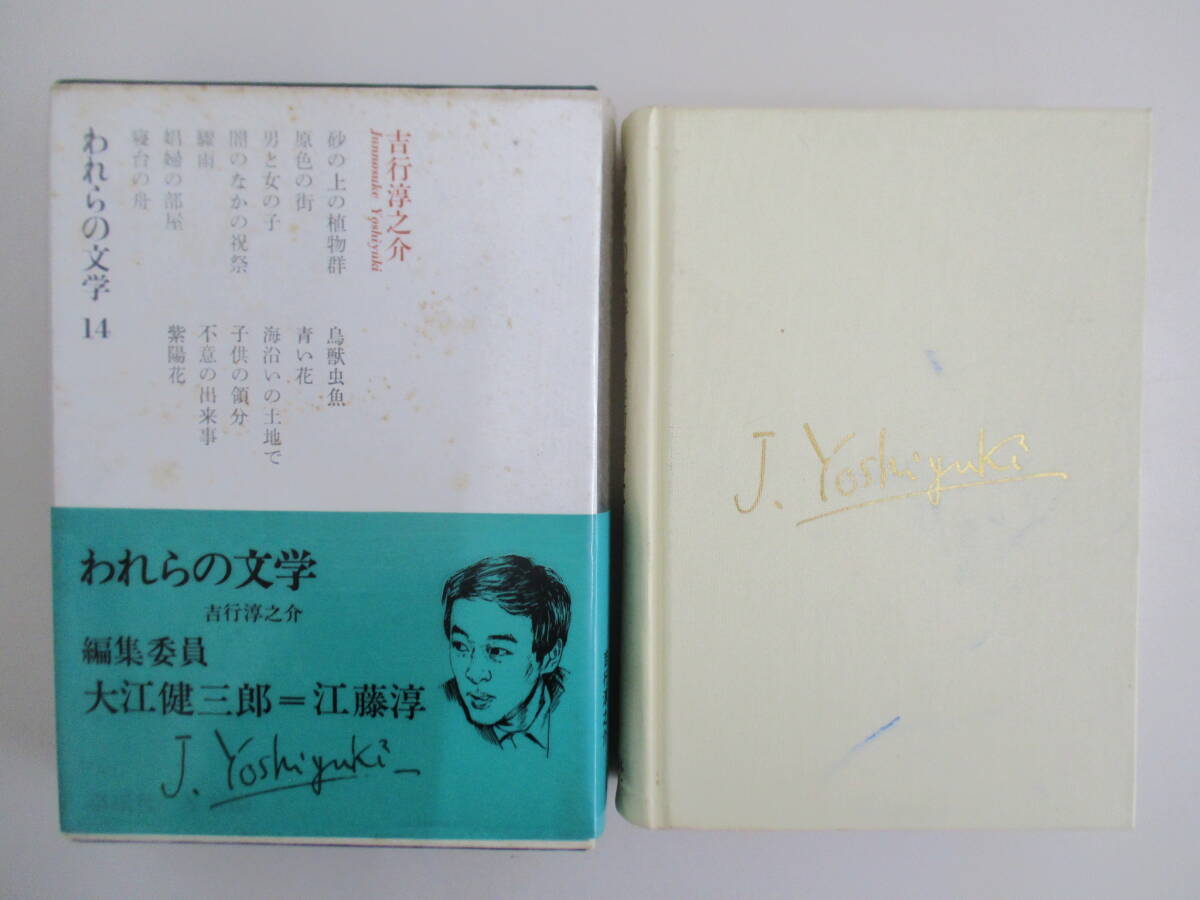 吉行淳之介
Junnosuke Yoshiyuki
砂の上の植物群
原色の街
男と女の子
闇のなかの祝祭
驟雨
娼婦の部屋
寝台の舟
鳥獣虫魚
青い花
海沿いの土地で
子供の領分
不意の出来事
紫陽花
われらの文学 14
われらの文学
吉行淳之介
編集委員
大江健三郎=江藤淳
J. Yoshiyuki
J. Yoshiyuki